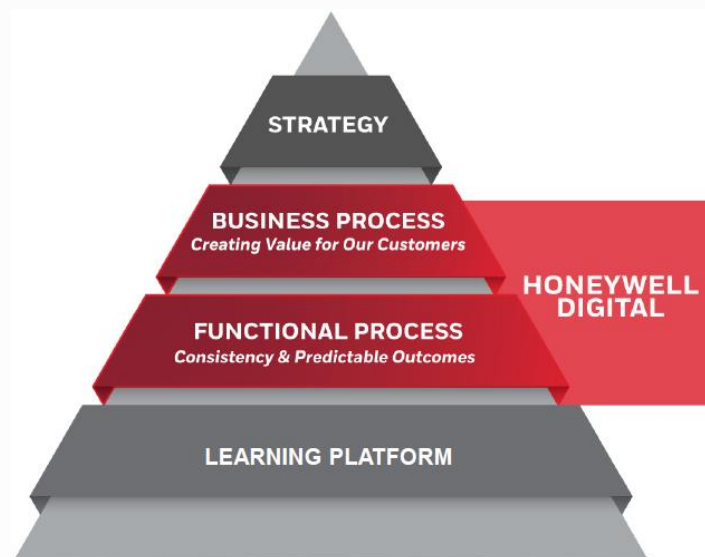 STRATEGY
BUSINESS PROCESS
Creating Value for Our Customers
FUNCTIONAL PROCESS
Consistency & Predictable Outcomes
HONEYWELL
DIGITAL
LEARNING PLATFORM